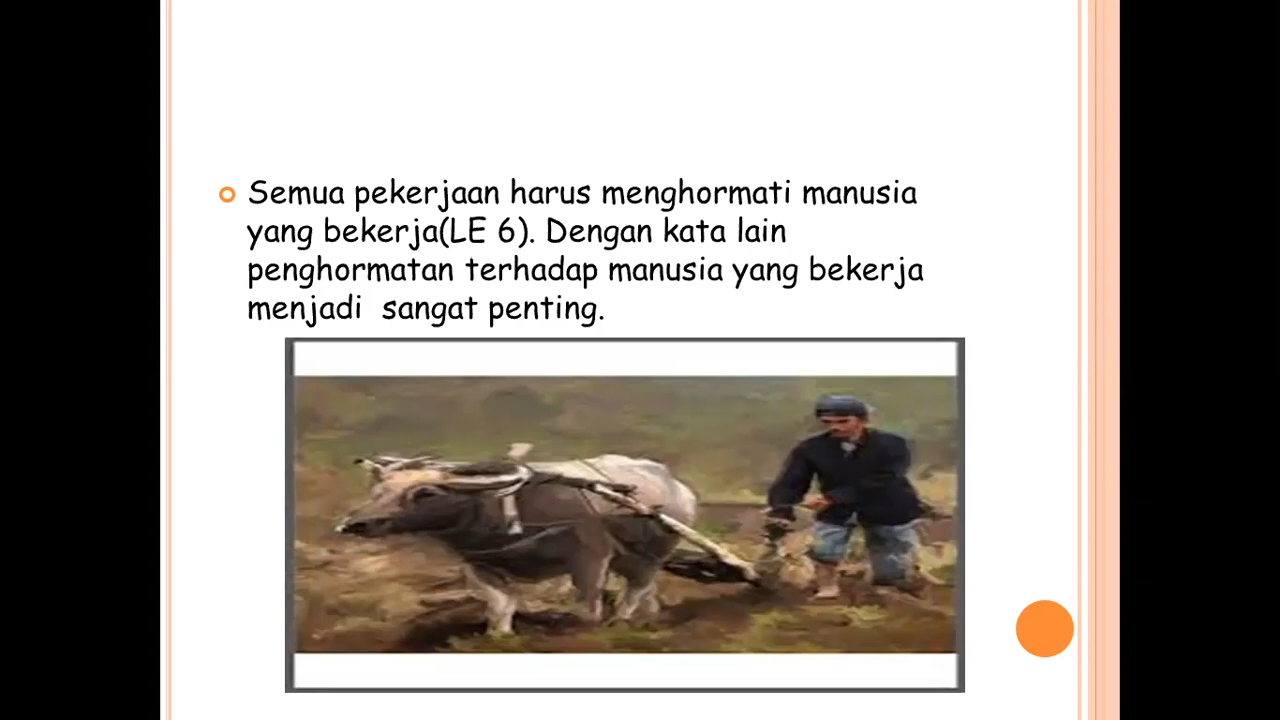 Semua pekerjaan harus menghormati manusia
yang bekerja(LE 6). Dengan kata lain
penghormatan terhadap manusia yang bekerja
menjadi  sangat penting.